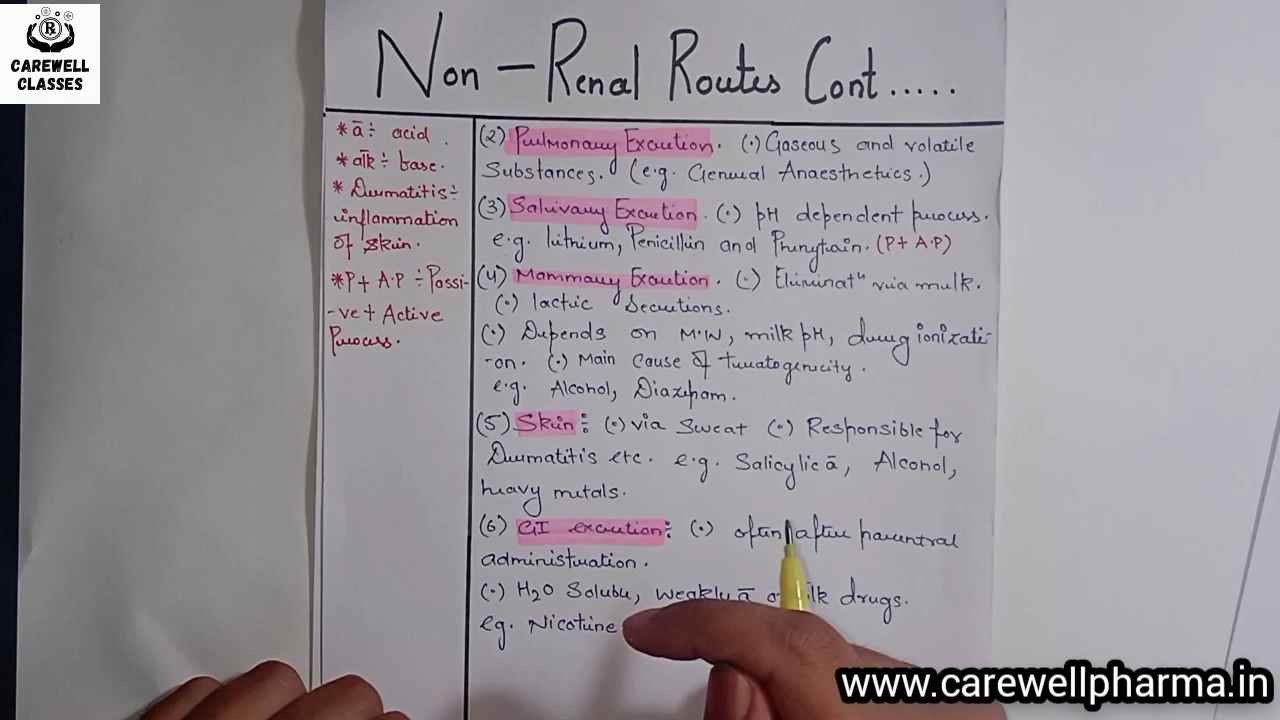 CAREWELL
CLASSES
Non - Renal Routes Cont.....
*ā ÷ acid.
*alk ÷ base.
* Dermatitis ÷
inflammation
of skin.
*P+ A.P ÷ Passi-
-ve + Active
Process.
(2) Pulmonary Excretion. (•) Gaseous and volatile
Substances. (e.g. General Anaesthetics.)
(3) Salivary Excretion. (•) pH dependent process.
e.g. lithium, Penicillin and Phenytoin. (P+ A.P)
(4) Mammary Excretion. (•) Eliminatⁿ via milk.
(•) lactic Secretions.
(•) Depends on M.W, milk pH, drug ionizati-
-on. (•) Main Cause of teratogenicity.
e.g. Alcohol, Diazepam.
(5) Skin: (•) via Sweat (•) Responsible for
Dermatitis etc. e.g. Salicylic ā, Alcohol,
heavy metals.
(6) GI excretion: (•) often after parentral
administration.
(•) H₂O Soluble, weakly ā drugs.
eg. Nicotine
www.carewellpharma.in